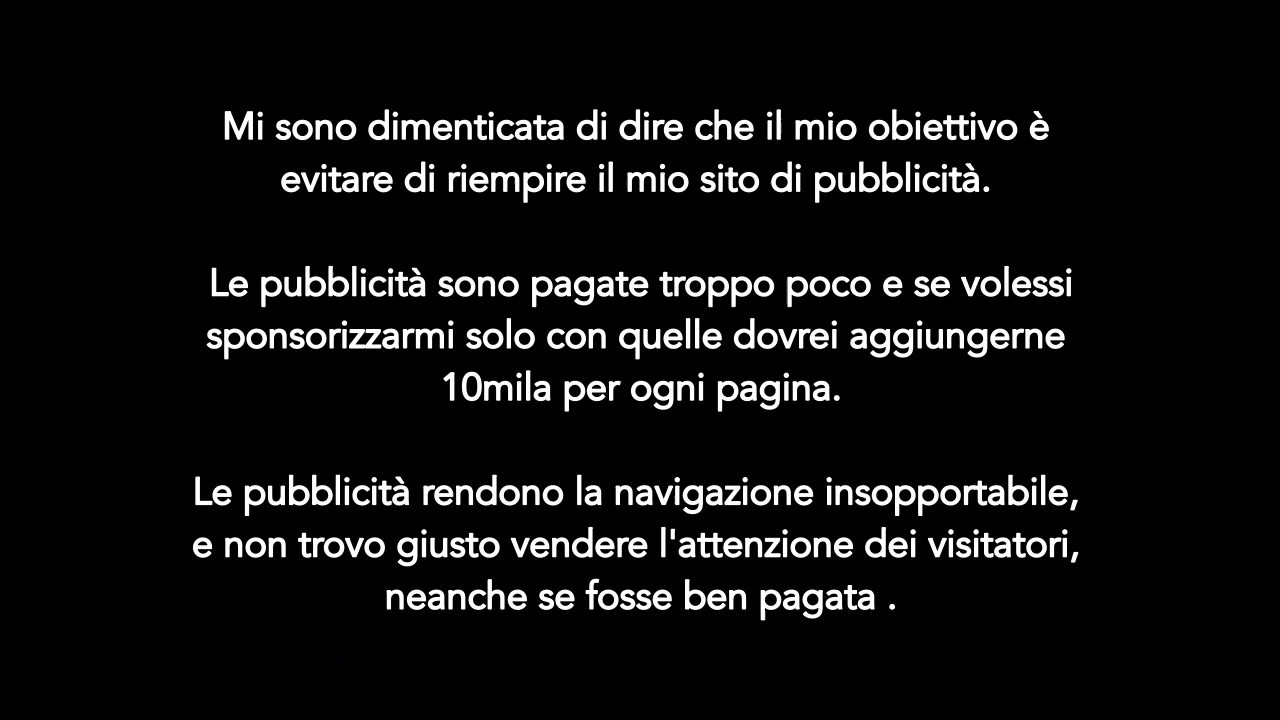 Mi sono dimenticata di dire che il mio obiettivo è
evitare di riempire il mio sito di pubblicità.
Le pubblicità sono pagate troppo poco e se volessi
sponsorizzarmi solo con quelle dovrei aggiungerne
10mila per ogni pagina.
Le pubblicità rendono la navigazione insopportabile,
e non trovo giusto vendere l'attenzione dei visitatori,
neanche se fosse ben pagata .